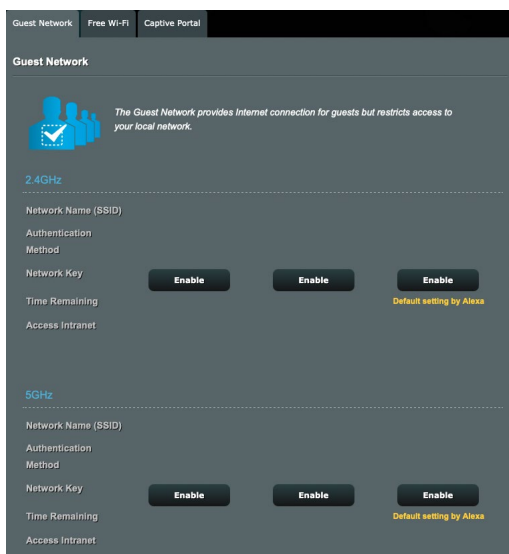 Guest Network Free Wi-Fi Captive Portal
Guest Network
The Guest Network provides Internet connection for guests but restricts access to
your local network.
2.4GHz
Network Name (SSID)
Authentication
Method
Network Key Enable Enable Enable
Time Remaining Default setting by Alexa
Access Intranet
5GHz
Network Name (SSID)
Authentication
Method
Network Key Enable Enable Enable
Time Remaining Default setting by Alexa
Access Intranet